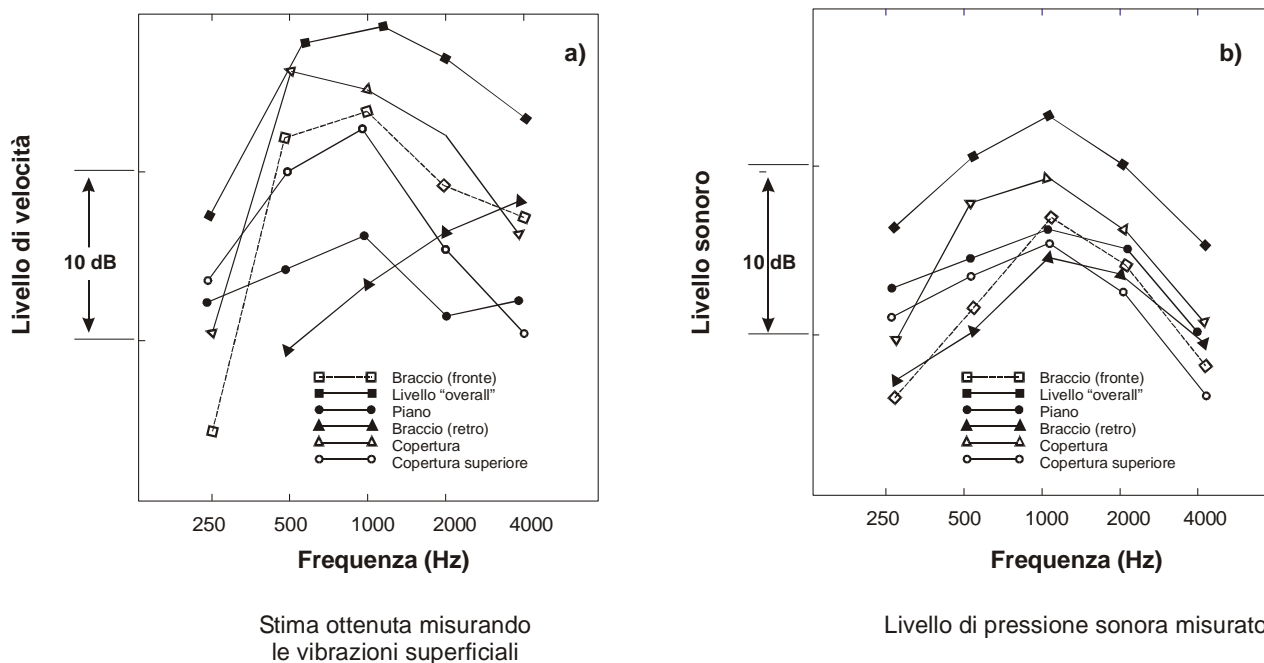 a)
Livello di velocità
10 dB
Braccio (fronte)
Livello “overall”
Piano
Braccio (retro)
Copertura
Copertura superiore
250 500 1000 2000 4000
Frequenza (Hz)
Stima ottenuta misurando
le vibrazioni superficiali
b)
Livello sonoro
10 dB
Braccio (fronte)
Livello “overall”
Piano
Braccio (retro)
Copertura
Copertura superiore
250 500 1000 2000 4000
Frequenza (Hz)
Livello di pressione sonora misurato